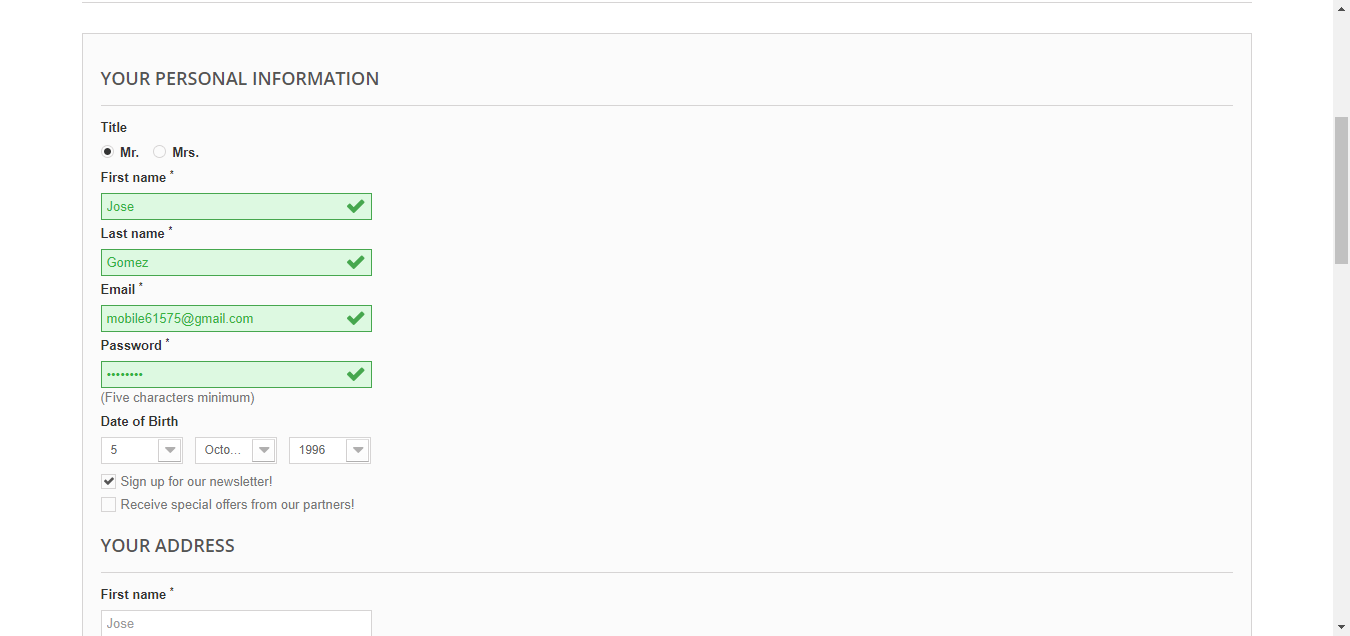 YOUR PERSONAL INFORMATION
Title
Mr. Mrs.
First name *
Jose
Last name *
Gomez
Email *
mobile61575@gmail.com
Password *
••••••••
(Five characters minimum)
Date of Birth
5 Octo... 1996
Sign up for our newsletter!
Receive special offers from our partners!
YOUR ADDRESS
First name *
Jose